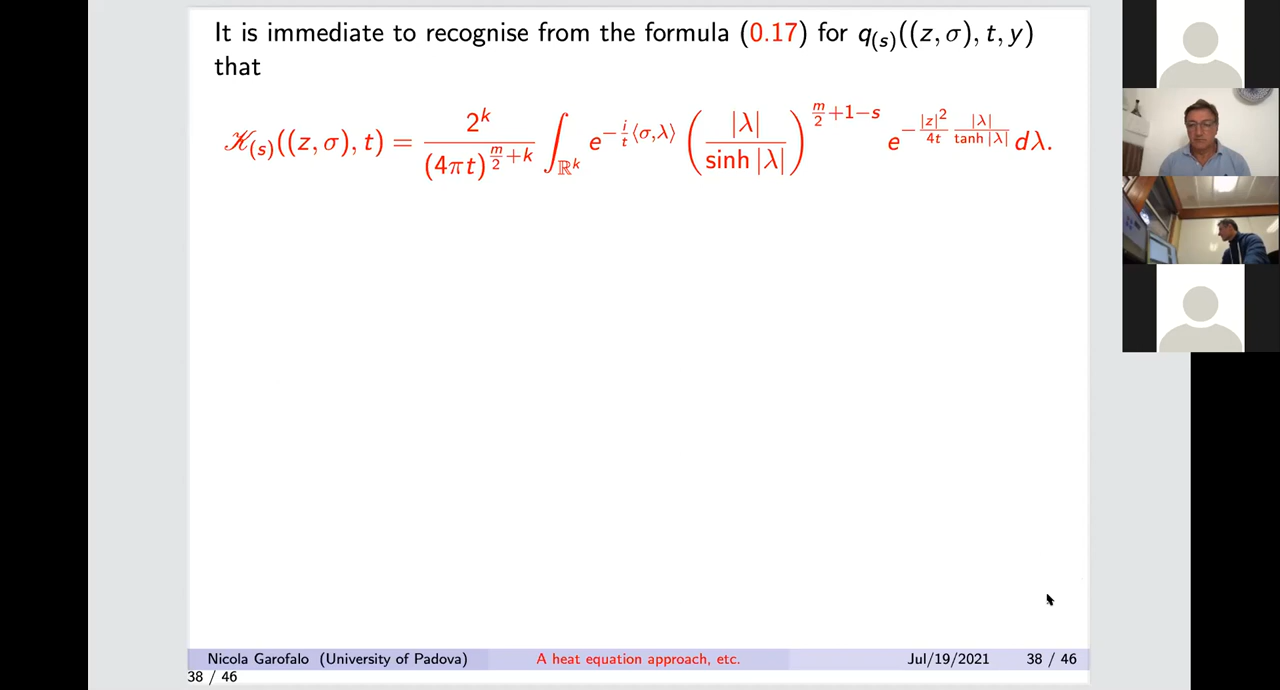 It is immediate to recognise from the formula (0.17) for q_{(s)}((z, σ), t, y)
that
𝒦_{(s)}((z, σ), t) = \frac{2^k}{(4πt)^{\frac{m}{2}+k}} \int_{ℝ^k} e^{-\frac{i}{t}⟨σ,λ⟩} \left(\frac{|λ|}{\sinh |λ|}\right)^{\frac{m}{2}+1-s} e^{-\frac{|z|^2}{4t} \frac{|λ|}{\tanh |λ|}} dλ.
Nicola Garofalo (University of Padova) A heat equation approach, etc. Jul/19/2021 38 / 46
38 / 46